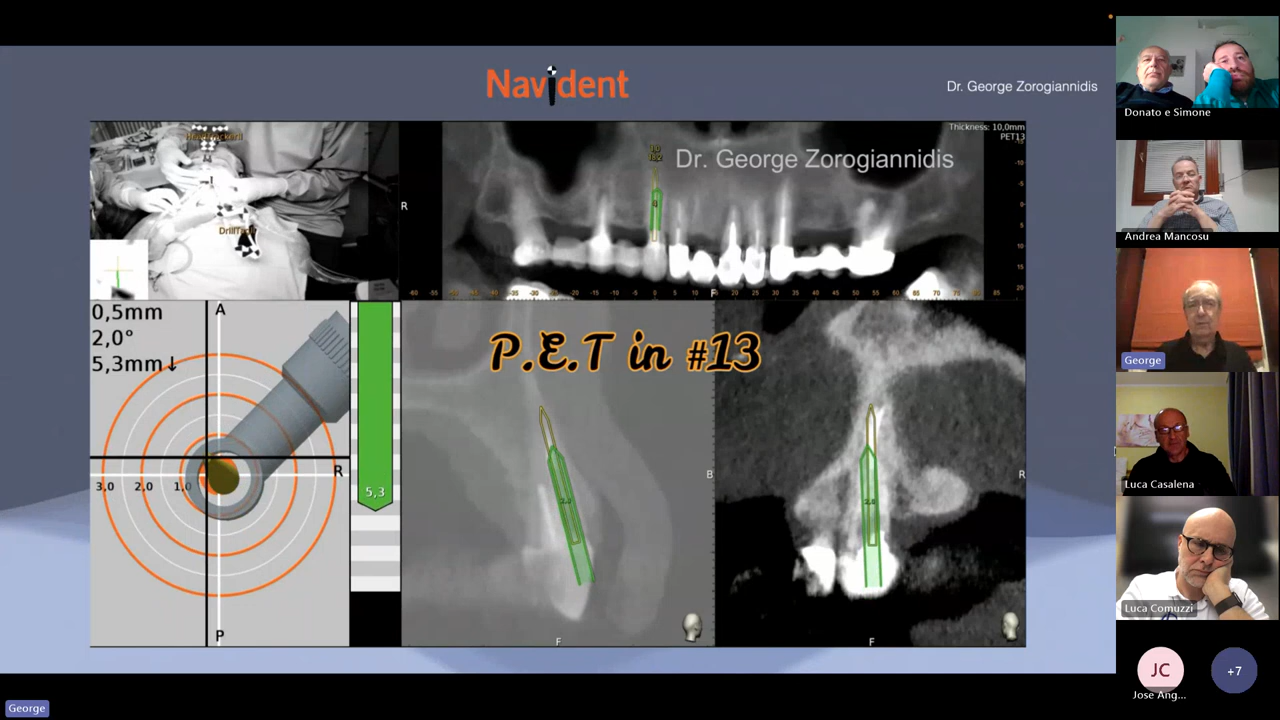 Navident
Dr. George Zorogiannidis
Thickness: 10,0mm
PET13
Dr. George Zorogiannidis
R
F
0,5mm
2,0°
5,3mm↓
A
R
3,0 2,0 1,0
P
5,3
P.E.T in #13
B
R
F
F
Donato e Simone
Andrea Mancosu
George
Luca Casalena
Luca Comuzzi
JC
Jose Ang...
+7
George